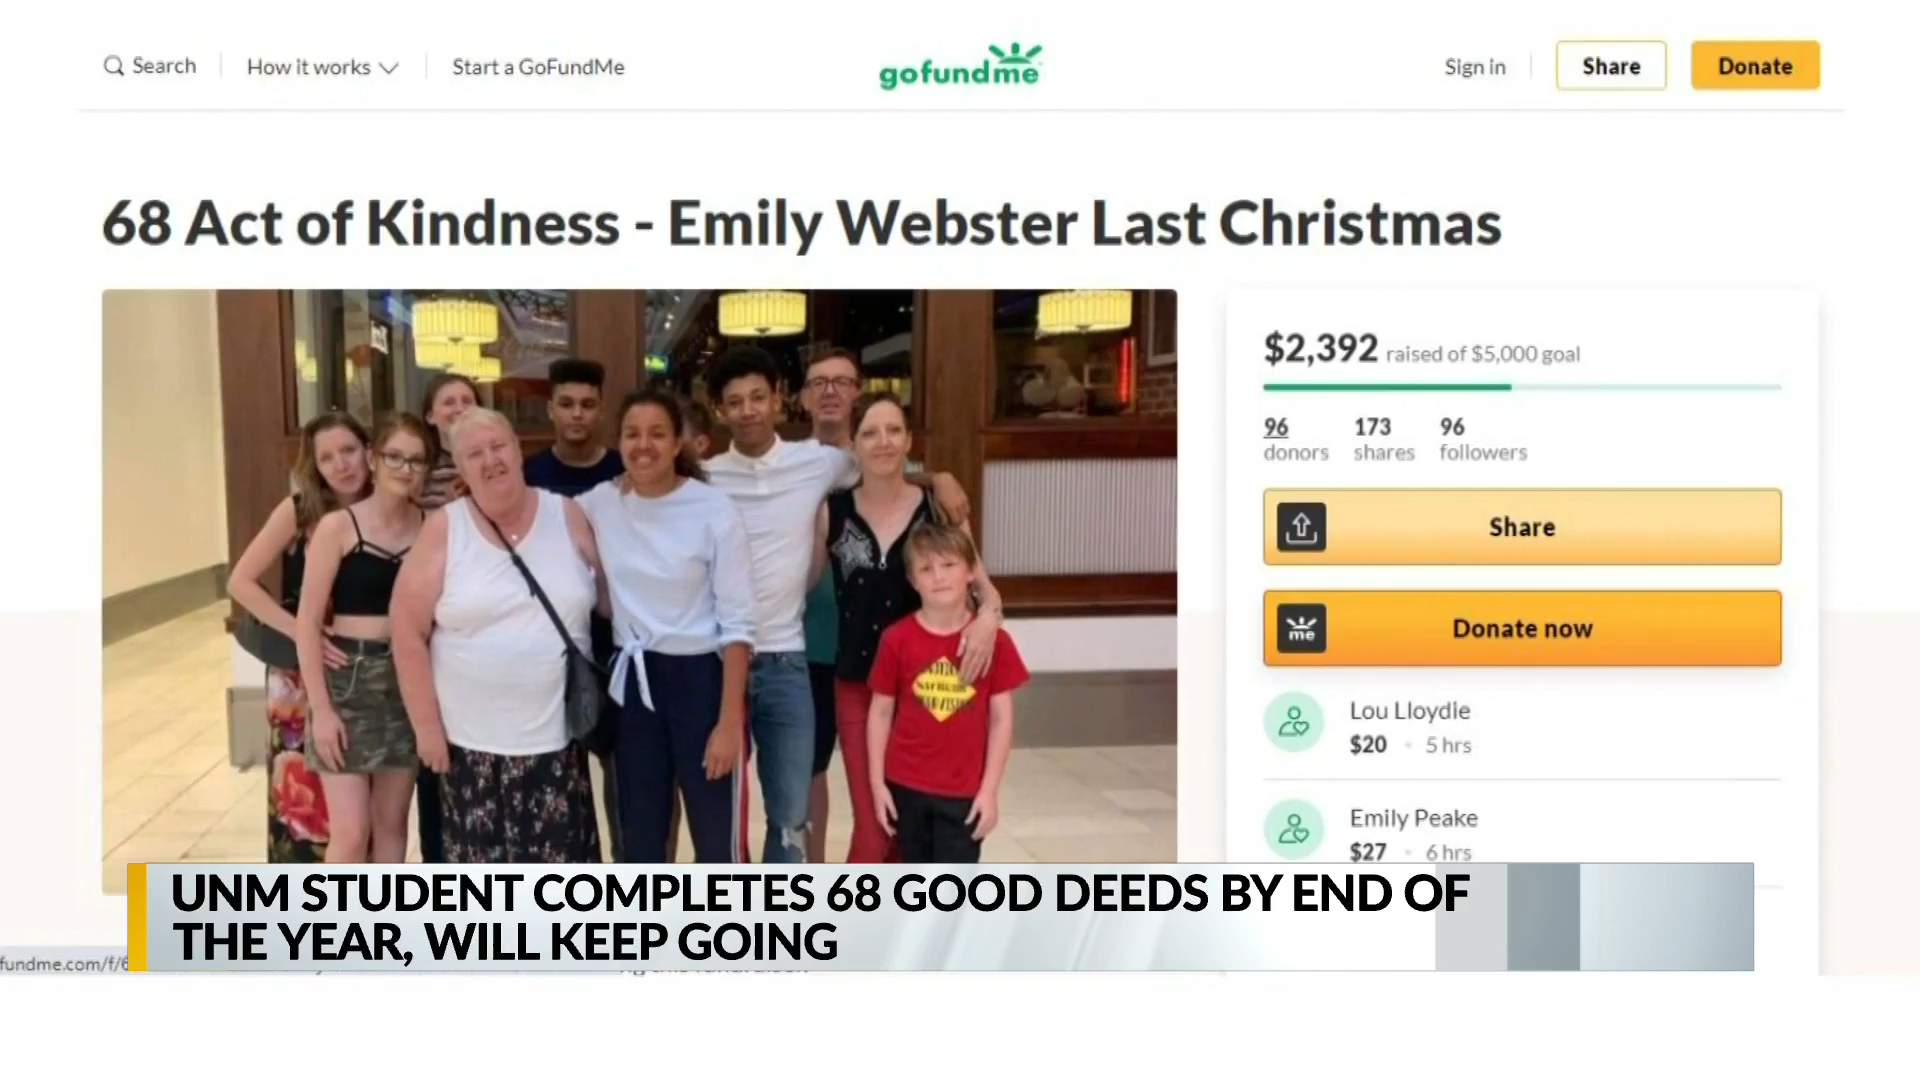 Search
How it works
Start a GoFundMe
gofundme
Sign in
Share
Donate
68 Act of Kindness - Emily Webster Last Christmas
$2,392 raised of $5,000 goal
96 173 96
donors shares followers
Share
me
Donate now
Lou Lloydie
$20 • 5 hrs
Emily Peake
$27 • 6 hrs
UNM STUDENT COMPLETES 68 GOOD DEEDS BY END OF
THE YEAR, WILL KEEP GOING
fundme.com/f/6